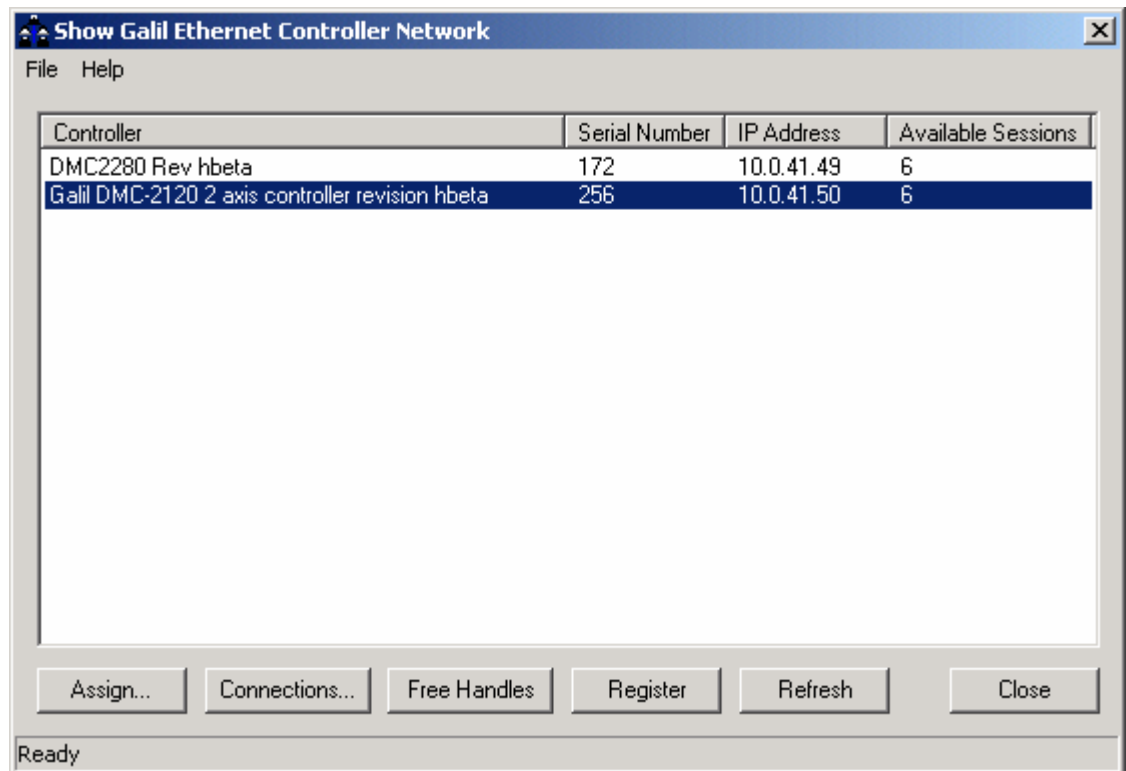 Show Galil Ethernet Controller Network
File Help
Controller Serial Number IP Address Available Sessions
DMC2280 Rev hbeta 172 10.0.41.49 6
Galil DMC-2120 2 axis controller revision hbeta 256 10.0.41.50 6
Assign... Connections... Free Handles Register Refresh Close
Ready